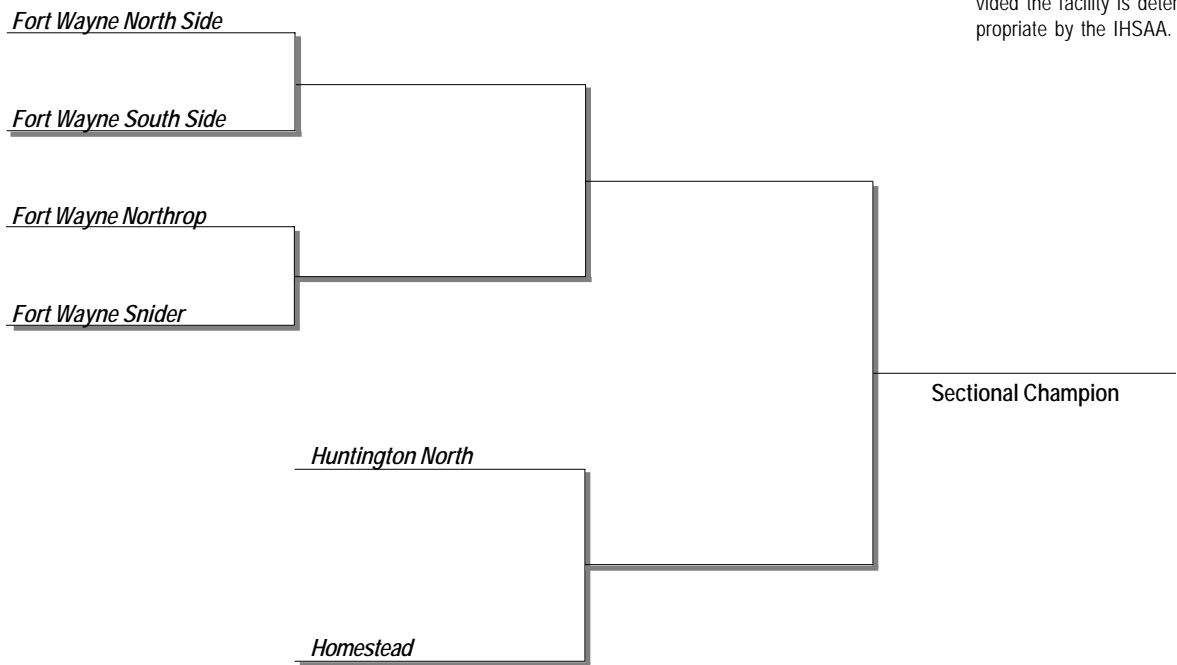 vided the facility is
propriate by the IHSAA.
Fort Wayne North Side
Fort Wayne South Side
Fort Wayne Northrop
Fort Wayne Snider
Sectional Champion
Huntington North
Homestead